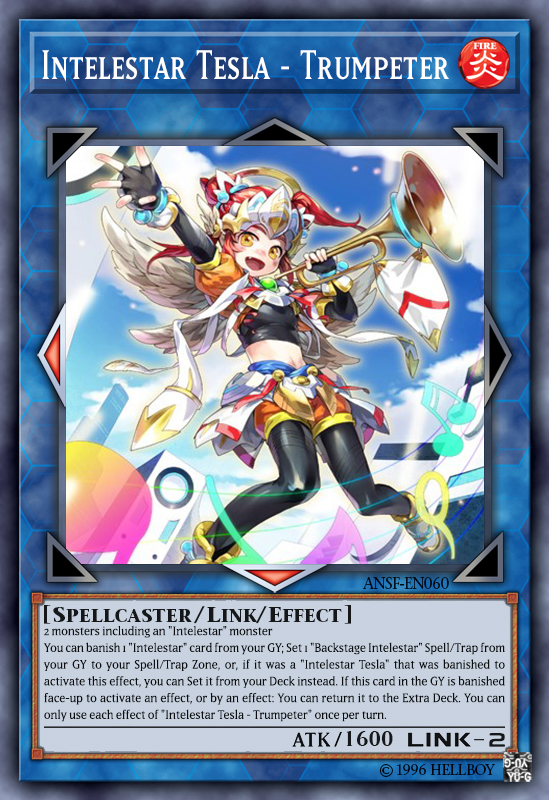 Intelestar Tesla - Trumpeter
FIRE
炎
ANSF-EN060
[Spellcaster/Link/Effect]
2 monsters including an "Intelestar" monster
You can banish 1 "Intelestar" card from your GY; Set 1 "Backstage Intelestar" Spell/Trap from
your GY to your Spell/Trap Zone, or, if it was a "Intelestar Tesla" that was banished to
activate this effect, you can Set it from your Deck instead. If this card in the GY is banished
face-up to activate an effect, or by an effect: You can return it to the Extra Deck. You can
only use each effect of "Intelestar Tesla - Trumpeter" once per turn.
ATK/1600 LINK-2
© 1996 HELLBOY
YU-G